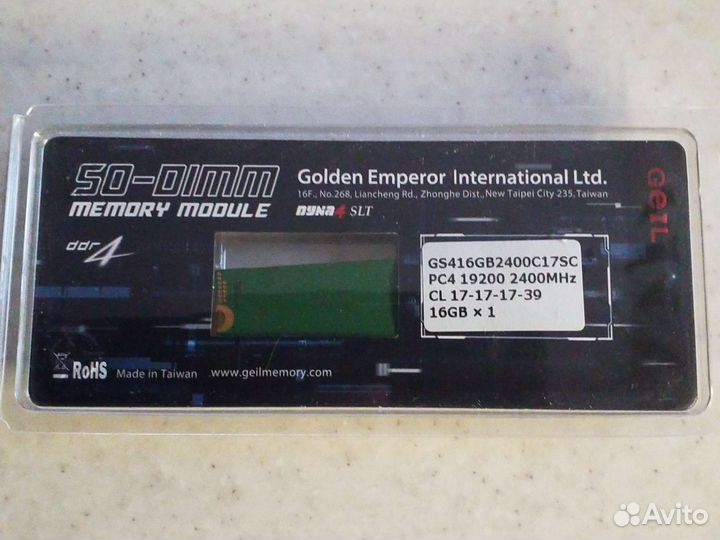 SO-DIMM
MEMORY MODULE
ddr4
Golden Emperor International Ltd.
16F., No.268, Liancheng Rd., Zhonghe Dist., New Taipei City 235, Taiwan
DYNA4 SLT
GeIL
GS416GB2400C17SC
PC4 19200 2400MHz
CL 17-17-17-39
16GB × 1
RoHS Made in Taiwan www.geilmemory.com
Avito